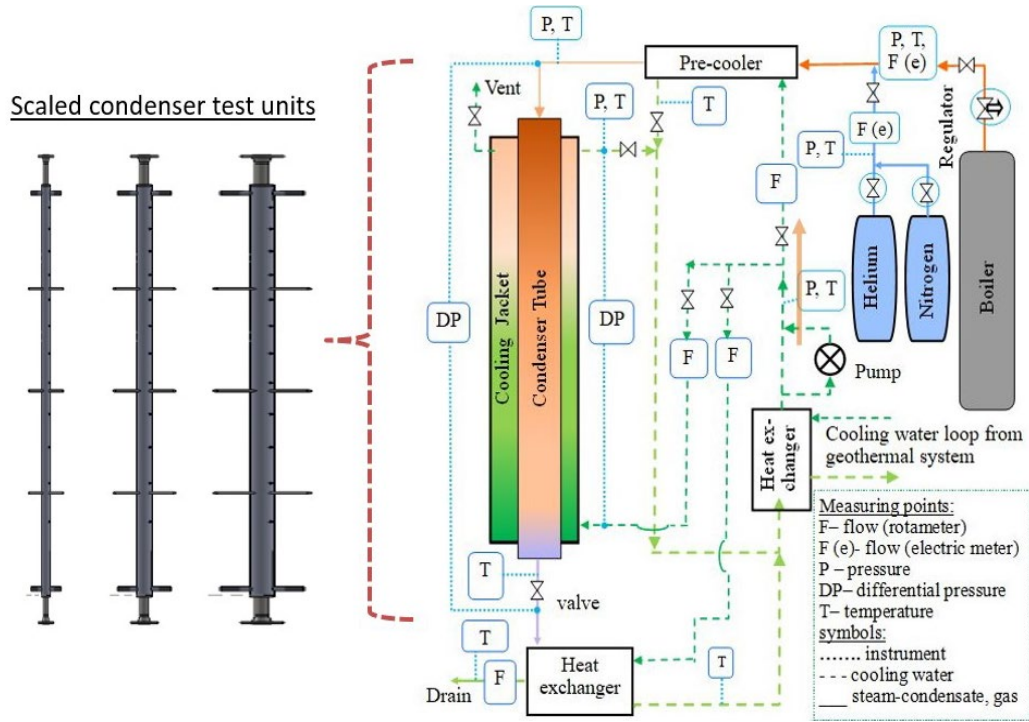 Scaled condenser test units
P, T
Pre-cooler
P, T,
F (e)
Vent
P, T
T
F (e)
P, T
Regulator
F
Helium
Nitrogen
Boiler
Cooling Jacket
Condenser Tube
DP
DP
P, T
F
F
Pump
Heat ex-
changer
Cooling water loop from
geothermal system
T
valve
T
F
Drain
Heat
exchanger
T
Measuring points:
F– flow (rotameter)
F (e)- flow (electric meter)
P – pressure
DP– differential pressure
T– temperature
symbols:
....... instrument
- - - cooling water
___ steam-condensate, gas